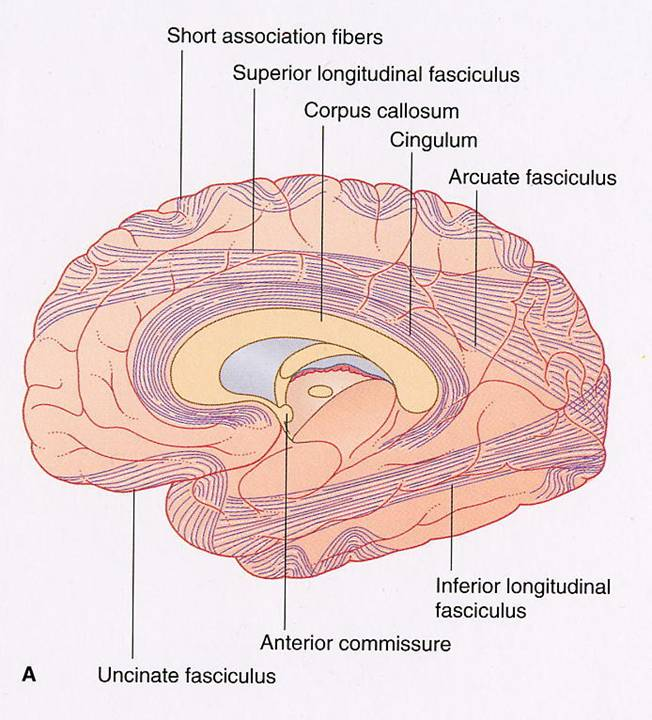 Short association fibers
Superior longitudinal fasciculus
Corpus callosum
Cingulum
Arcuate fasciculus
Inferior longitudinal
fasciculus
Anterior commissure
A
Uncinate fasciculus